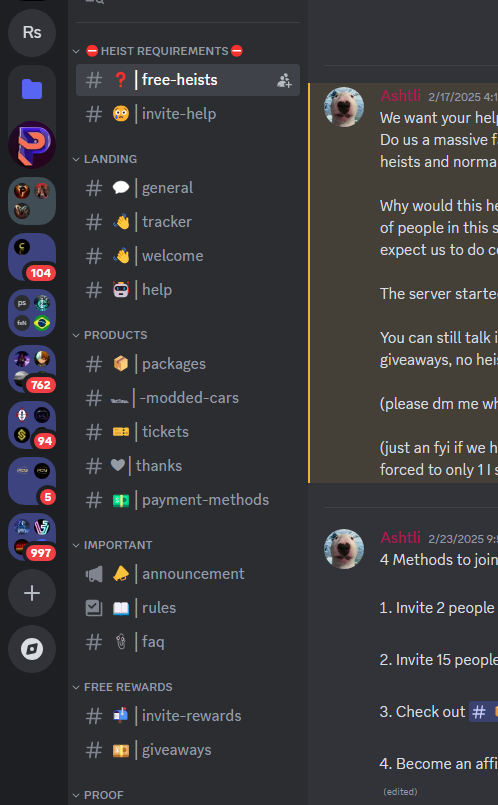 Rs
HEIST REQUIREMENTS
free-heists
invite-help
LANDING
general
tracker
welcome
help
PRODUCTS
packages
-modded-cars
tickets
thanks
payment-methods
IMPORTANT
announcement
rules
faq
FREE REWARDS
invite-rewards
giveaways
PROOF
104
ps
762
94
5
997
Ashtli 2/17/2025 4:1
We want your help
Do us a massive f
heists and norma
Why would this he
of people in this s
expect us to do c
The server starte
You can still talk i
giveaways, no heis
(please dm me wh
(just an fyi if we h
forced to only 1 I s
Ashtli 2/23/2025 9:5
4 Methods to join
1. Invite 2 people
2. Invite 15 people
3. Check out #
4. Become an affi
(edited)